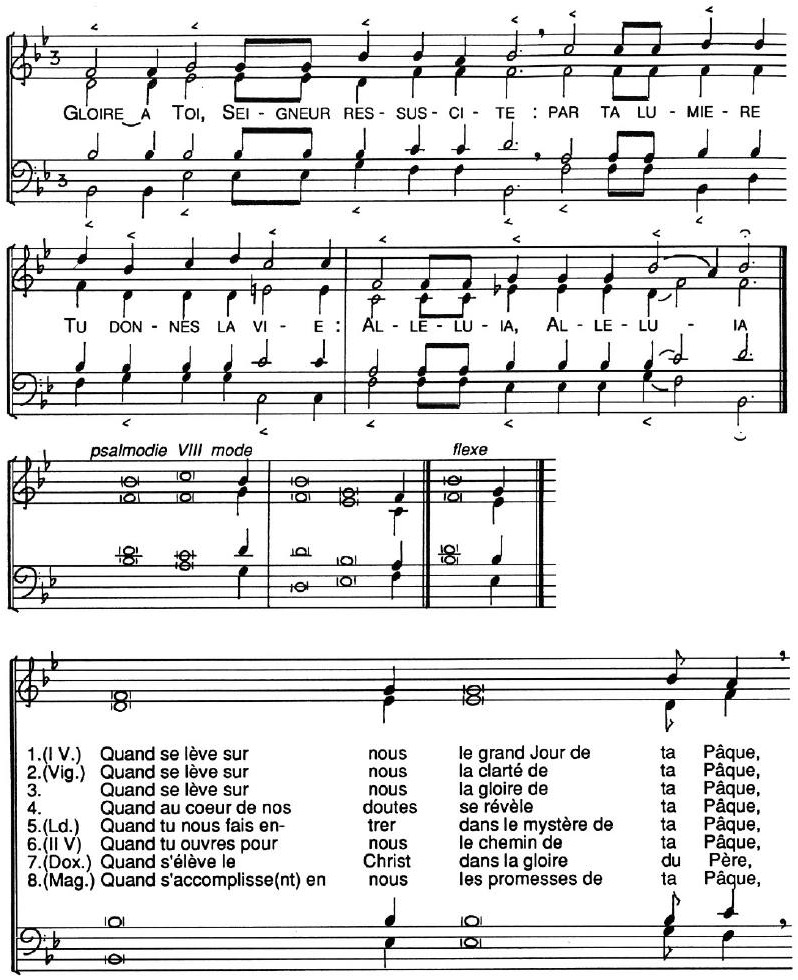 GLOIRE A TOI, SEI - GNEUR RES - SUS - CI - TE : PAR TA LU - MIE - RE
TU DON - NES LA VI - E : AL - LE - LU - IA, AL - LE - LU - IA
psalmodie VIII mode flexe
1.(I V.) Quand se lève sur nous le grand Jour de ta Pâque,
2.(Vig.) Quand se lève sur nous la clarté de ta Pâque,
3. Quand se lève sur nous la gloire de ta Pâque,
4. Quand au coeur de nos doutes se révèle ta Pâque,
5.(Ld.) Quand tu nous fais en- trer dans le mystère de ta Pâque,
6.(II V) Quand tu ouvres pour nous le chemin de ta Pâque,
7.(Dox.) Quand s'élève le Christ dans la gloire du Père,
8.(Mag.) Quand s'accomplisse(nt) en nous les promesses de ta Pâque,